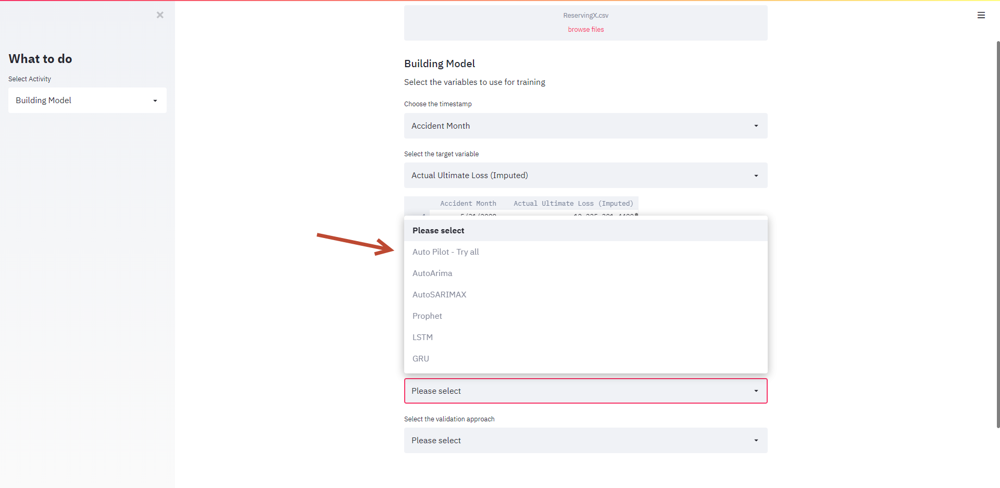 What to do
Select Activity
Building Model
ReservingX.csv
browse files
Building Model
Select the variables to use for training
Choose the timestamp
Accident Month
Select the target variable
Actual Ultimate Loss (Imputed)
Accident Month Actual Ultimate Loss (Imputed)
Please select
Auto Pilot - Try all
AutoArima
AutoSARIMAX
Prophet
LSTM
GRU
Please select
Select the validation approach
Please select